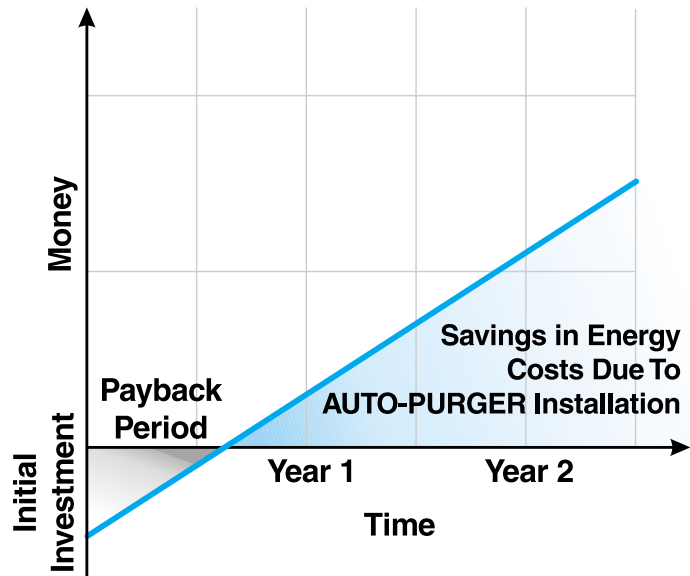 Money
Initial
Investment
Payback
Period
Savings in Energy
Costs Due To
AUTO-PURGER Installation
Year 1
Year 2
Time